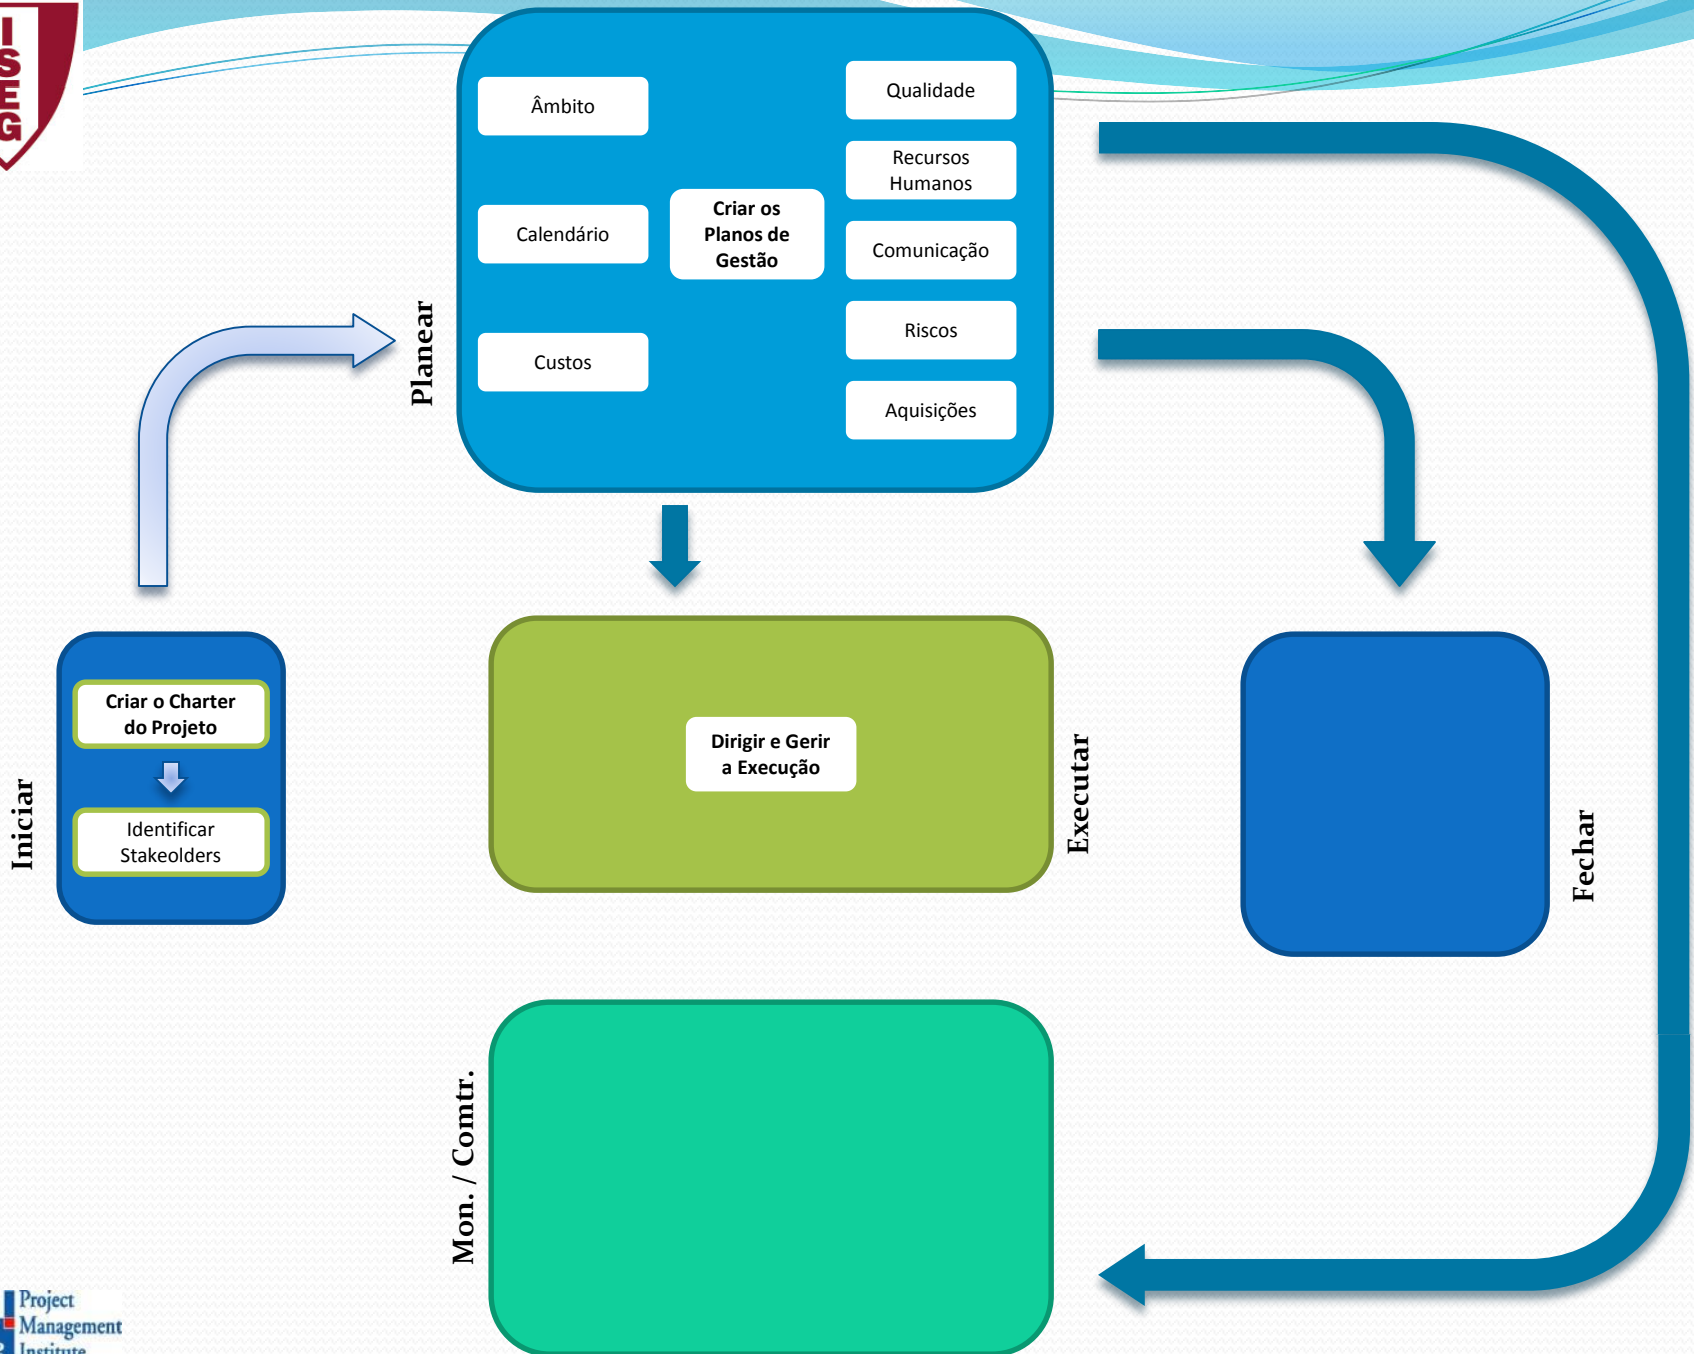 I
S
E
G
Âmbito
Calendário
Custos
Criar os
Planos de
Gestão
Qualidade
Recursos
Humanos
Comunicação
Riscos
Aquisições
Planear
Criar o Charter
do Projeto
Identificar
Stakeolders
Iniciar
Dirigir e Gerir
a Execução
Executar
Fechar
Mon. / Comtr.
Project
Management
Institute